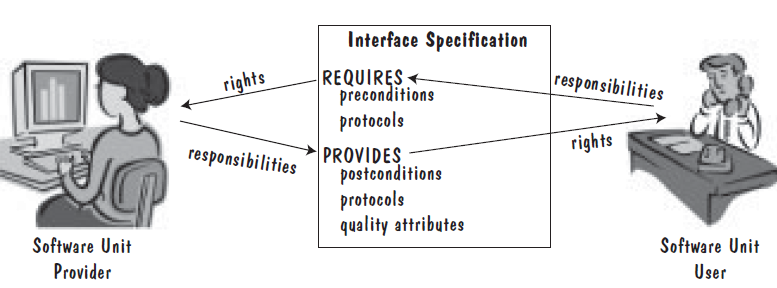 Interface Specification
rights
REQUIRES
responsibilities
preconditions
protocols
responsibilities
PROVIDES
rights
postconditions
protocols
quality attributes
Software Unit
Provider
Software Unit
User